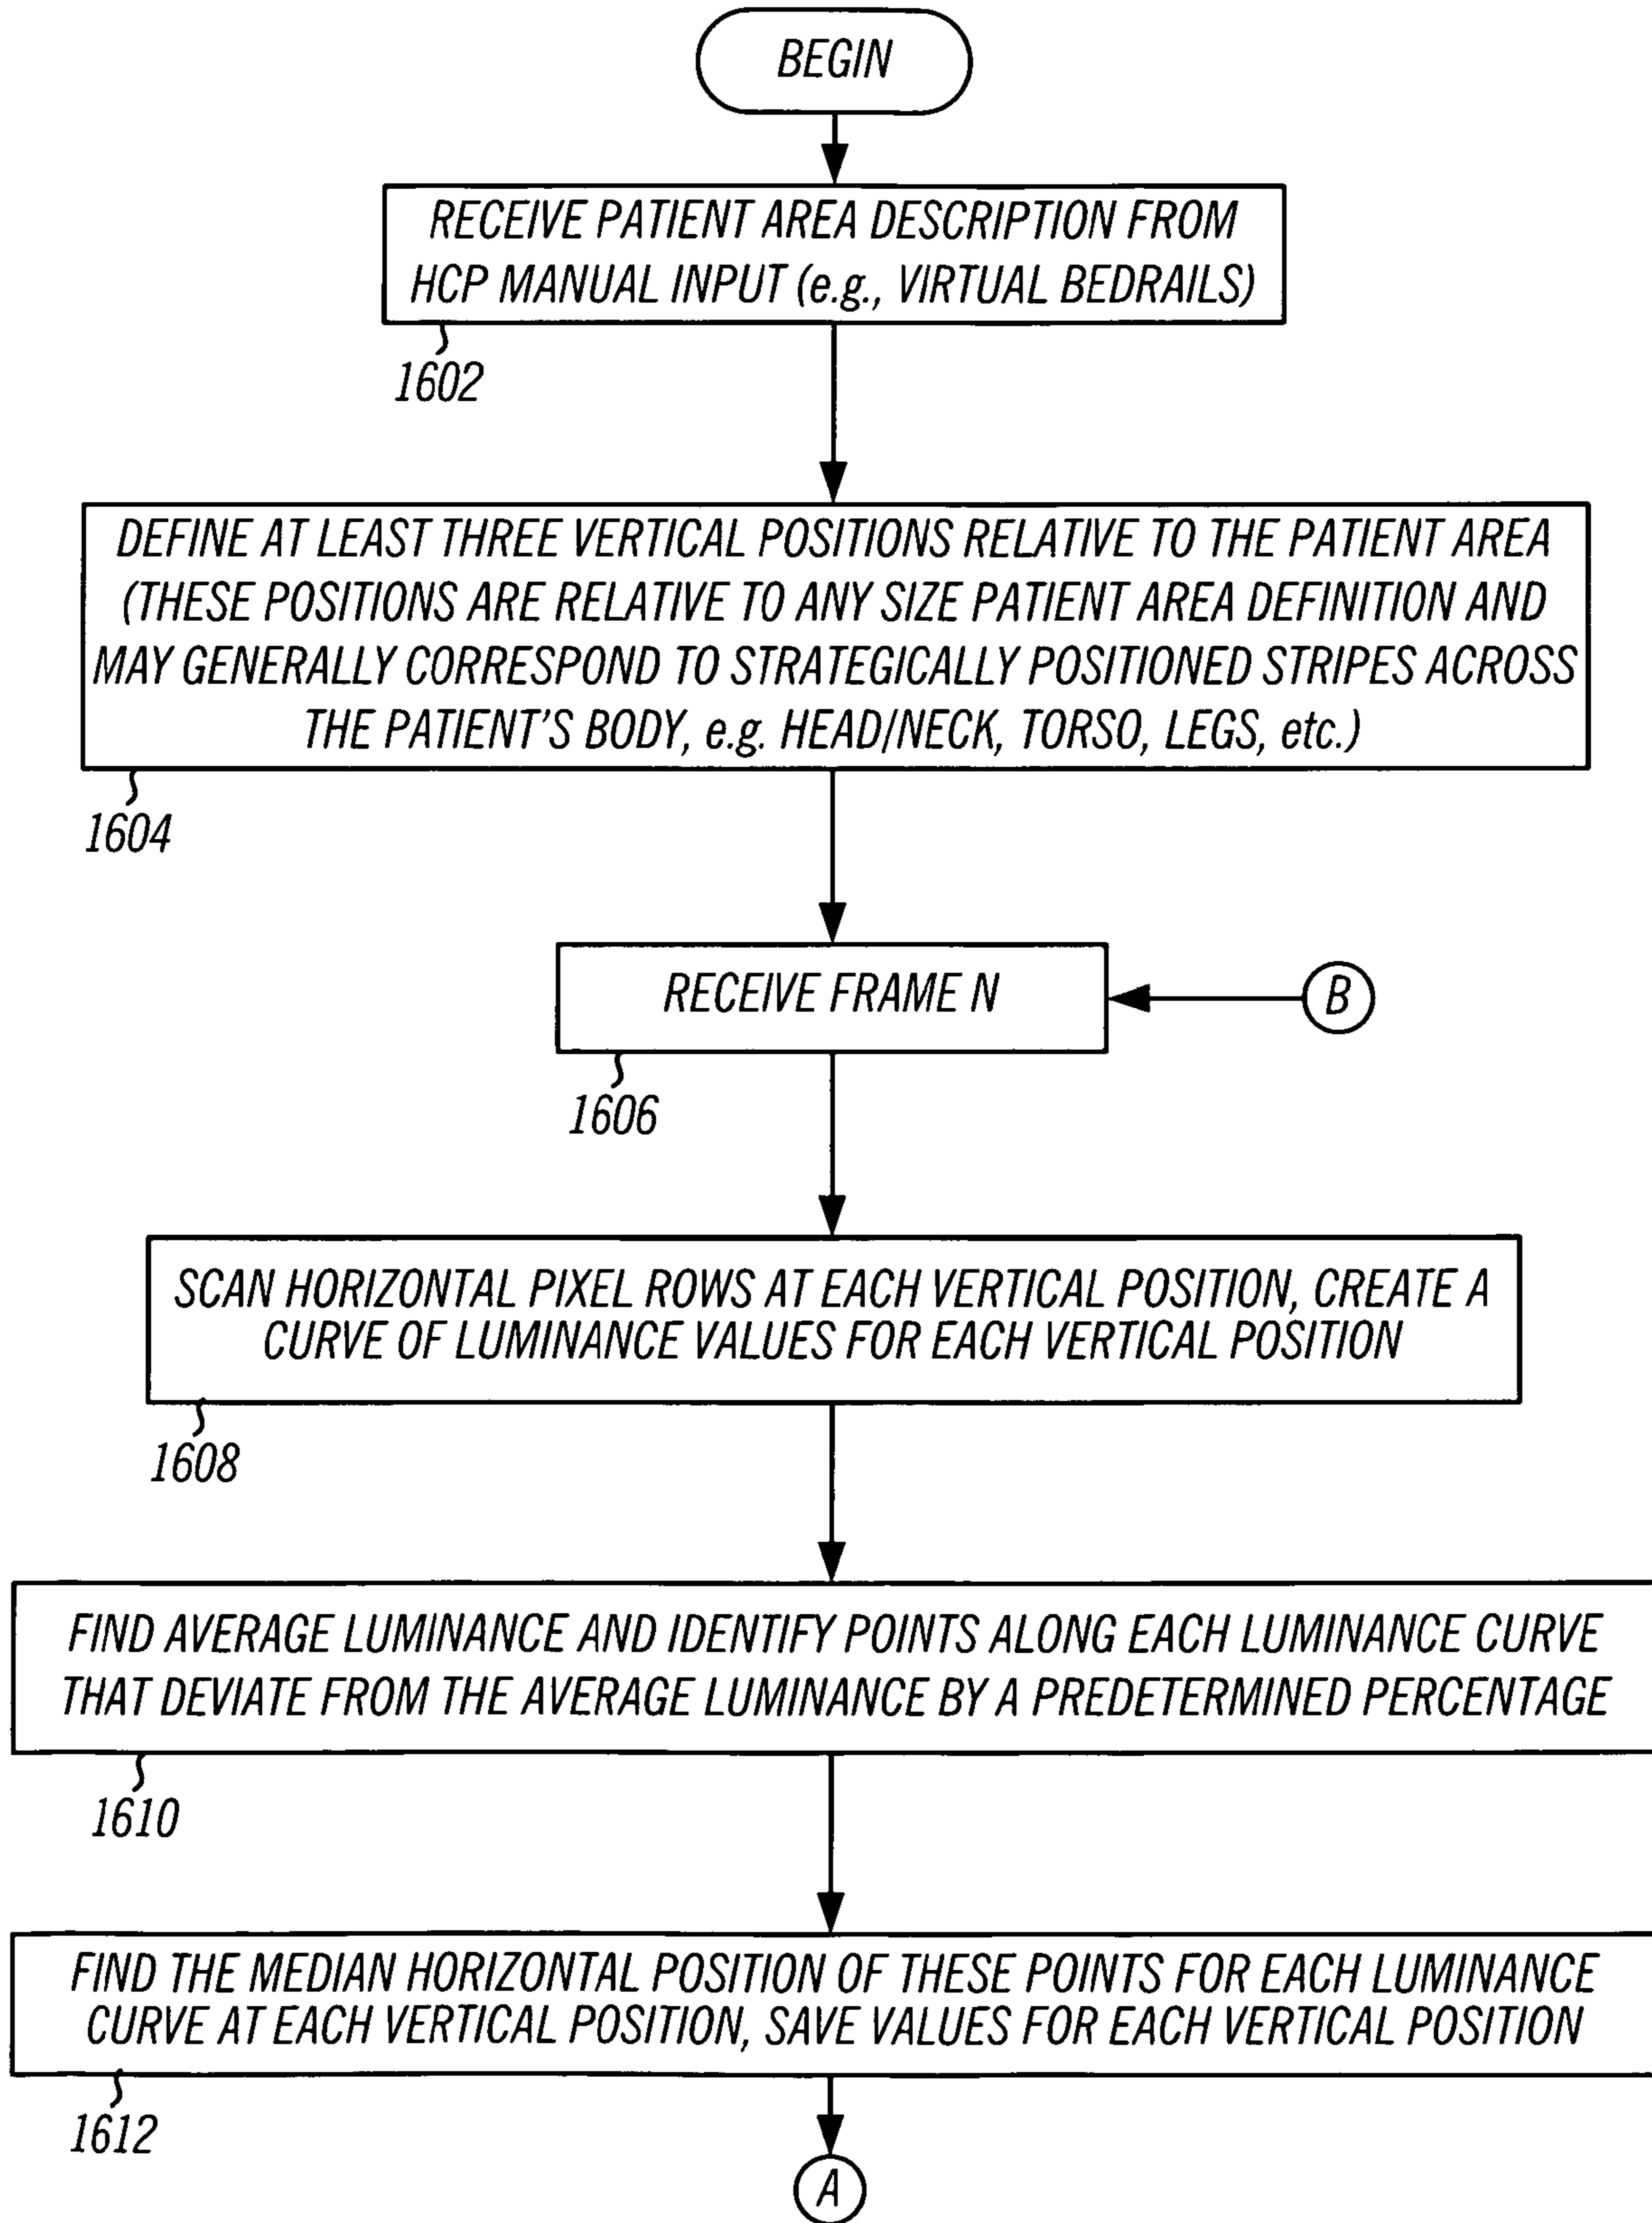 BEGIN
RECEIVE PATIENT AREA DESCRIPTION FROM
HCP MANUAL INPUT (e.g., VIRTUAL BEDRAILS)
1602
DEFINE AT LEAST THREE VERTICAL POSITIONS RELATIVE TO THE PATIENT AREA
(THESE POSITIONS ARE RELATIVE TO ANY SIZE PATIENT AREA DEFINITION AND
MAY GENERALLY CORRESPOND TO STRATEGICALLY POSITIONED STRIPES ACROSS
THE PATIENT'S BODY, e.g. HEAD/NECK, TORSO, LEGS, etc.)
1604
RECEIVE FRAME N
B
1606
SCAN HORIZONTAL PIXEL ROWS AT EACH VERTICAL POSITION, CREATE A
CURVE OF LUMINANCE VALUES FOR EACH VERTICAL POSITION
1608
FIND AVERAGE LUMINANCE AND IDENTIFY POINTS ALONG EACH LUMINANCE CURVE
THAT DEVIATE FROM THE AVERAGE LUMINANCE BY A PREDETERMINED PERCENTAGE
1610
FIND THE MEDIAN HORIZONTAL POSITION OF THESE POINTS FOR EACH LUMINANCE
CURVE AT EACH VERTICAL POSITION, SAVE VALUES FOR EACH VERTICAL POSITION
1612
A